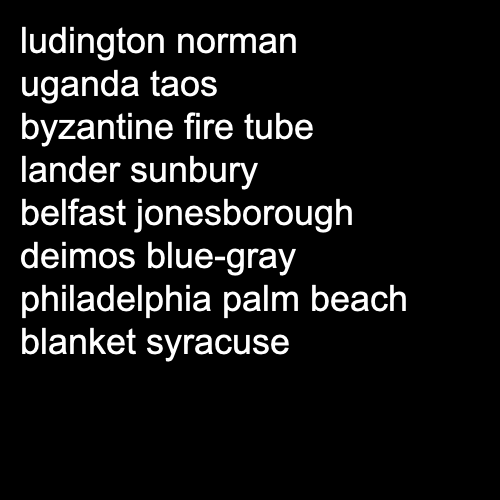 ludington norman
uganda taos
byzantine fire tube
lander sunbury
belfast jonesborough
deimos blue-gray
philadelphia palm beach
blanket syracuse